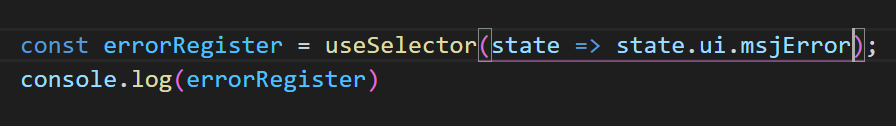 const errorRegister = useSelector(state => state.ui.msjError);
console.log(errorRegister)